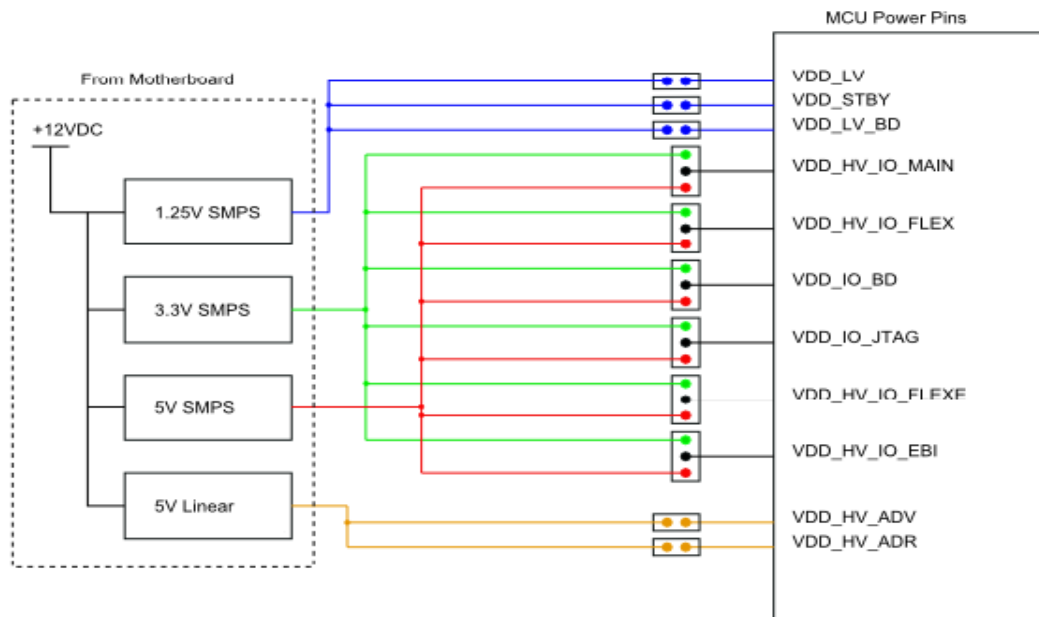 MCU Power Pins
From Motherboard
+12VDC
1.25V SMPS
3.3V SMPS
5V SMPS
5V Linear
VDD_LV
VDD_STBY
VDD_LV_BD
VDD_HV_IO_MAIN
VDD_HV_IO_FLEX
VDD_IO_BD
VDD_IO_JTAG
VDD_HV_IO_FLEXE
VDD_HV_IO_EBI
VDD_HV_ADV
VDD_HV_ADR